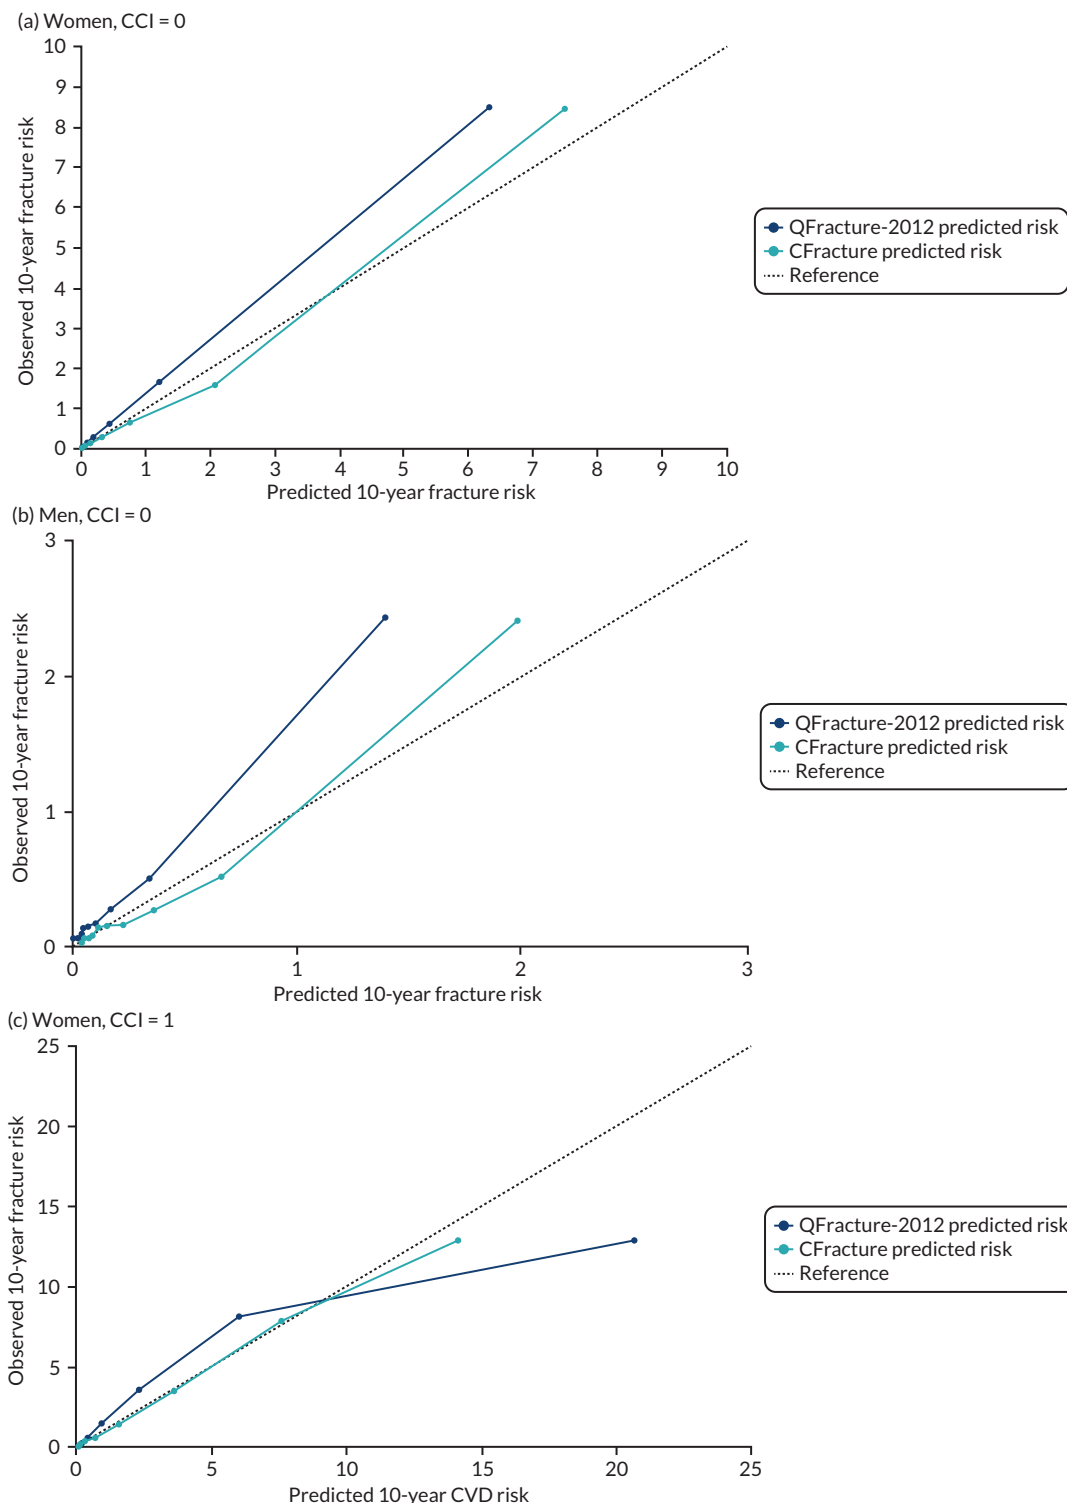 (a) Women, CCI = 0
10
9
8
7
6
5
4
3
2
1
0
Observed 10-year fracture risk
0 1 2 3 4 5 6 7 8 9 10
Predicted 10-year fracture risk
QFracture-2012 predicted risk
CFracture predicted risk
Reference
(b) Men, CCI = 0
3
2
1
0
Observed 10-year fracture risk
0 1 2 3
Predicted 10-year fracture risk
QFracture-2012 predicted risk
CFracture predicted risk
Reference
(c) Women, CCI = 1
25
20
15
10
5
0
Observed 10-year fracture risk
0 5 10 15 20 25
Predicted 10-year CVD risk
QFracture-2012 predicted risk
CFracture predicted risk
Reference